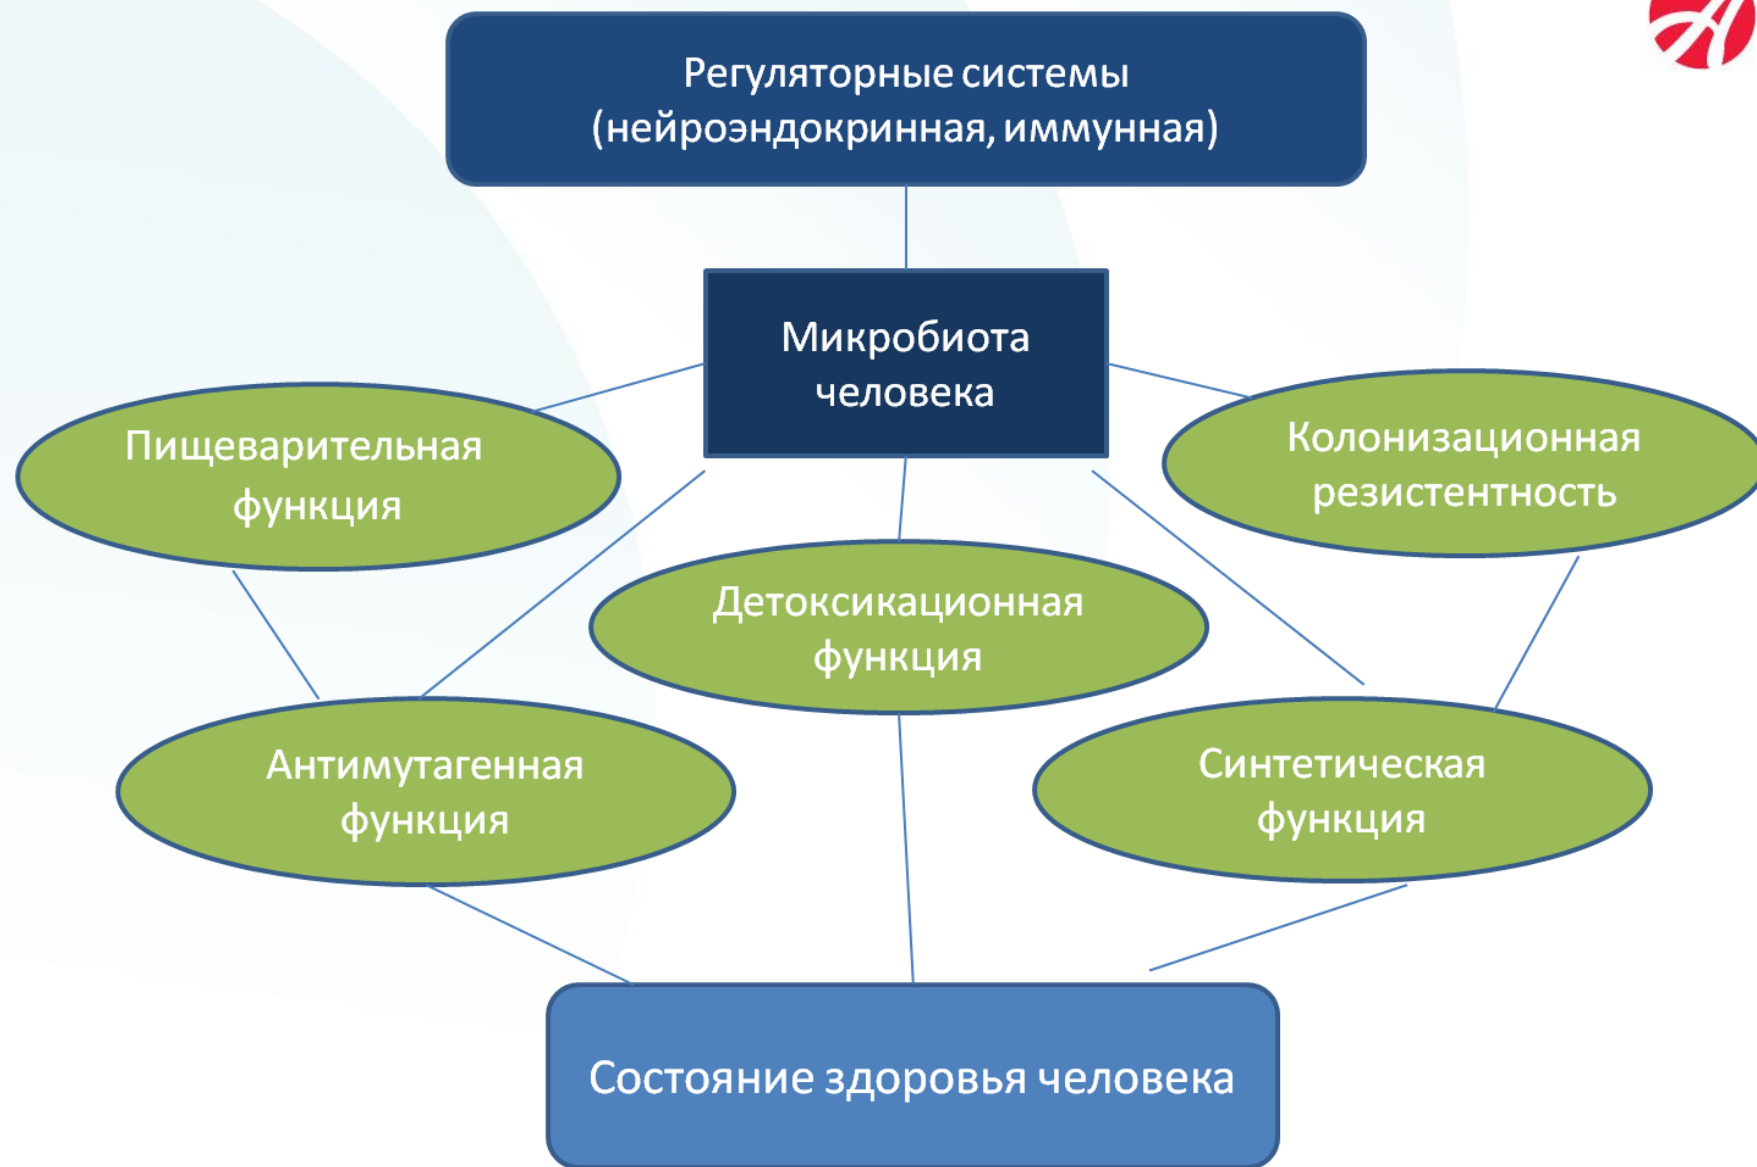 Регуляторные системы
(нейроэндокринная, иммунная)
Микробиота
человека
Пищеварительная
функция
Колонизационная
резистентность
Детоксикационная
функция
Антимутагенная
функция
Синтетическая
функция
Состояние здоровья человека